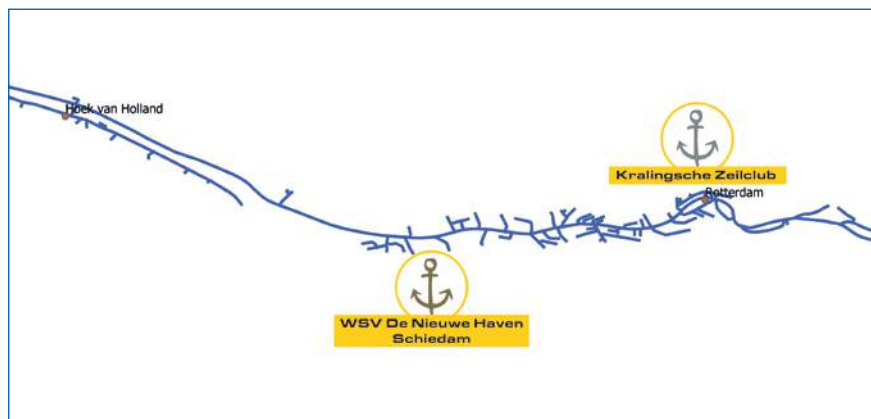 Hoek van Holland
Kralingsche Zeilclub
Rotterdam
WSV De Nieuwe Haven
Schiedam